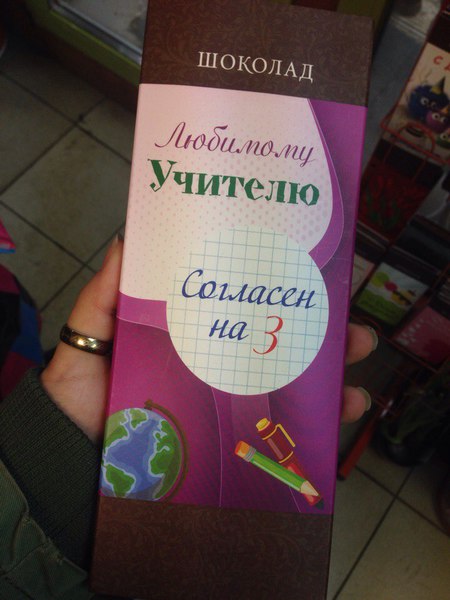 ШОКОЛАД
Любимому
Учителю
Согласен
на 3